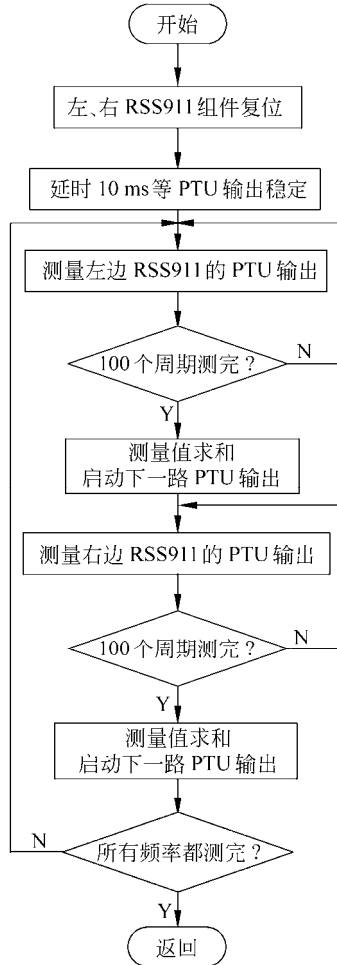 开始
左、右 RSS911 组件复位
延时 10 ms 等 PTU 输出稳定
测量左边 RSS911 的 PTU 输出
100 个周期测完？
N
Y
测量值求和
启动下一路 PTU 输出
测量右边 RSS911 的 PTU 输出
100 个周期测完？
N
Y
测量值求和
启动下一路 PTU 输出
N
所有频率都测完？
Y
返回